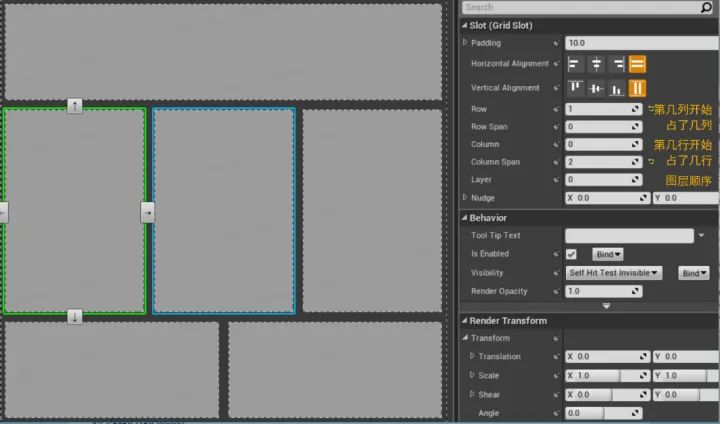 Search
Slot (Grid Slot)
Padding 10.0
Horizontal Alignment
Vertical Alignment
Row 1 第几列开始
Row Span 0 占了几列
Column 0 第几行开始
Column Span 2 占了几行
Layer 0 图层顺序
Nudge X 0.0 Y 0.0
Behavior
Tool Tip Text
Is Enabled Bind
Visibility Self Hit Test Invisible Bind
Render Opacity 1.0
Render Transform
Transform
Translation X 0.0 Y 0.0
Scale X 1.0 Y 1.0
Shear X 0.0 Y 0.0
Angle 0.0